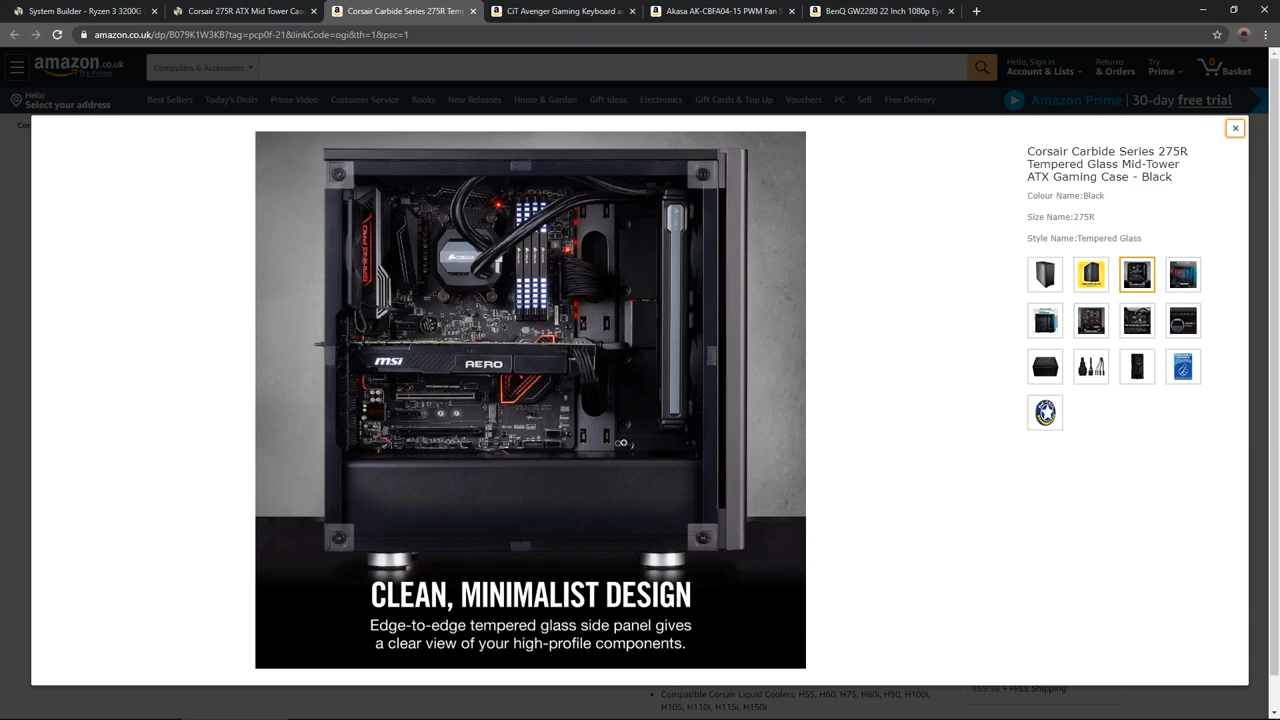 System Builder - Ryzen 3 3200G
Corsair 275R ATX Mid Tower Case
Corsair Carbide Series 275R Temp
CiT Avenger Gaming Keyboard a
Akasa AK-CBFA04-15 PWM Fan S
BenQ GW2280 22 Inch 1080p Eye
amazon.co.uk/dp/B079K1W3KB?tag=pcp0f-21&linkCode=ogi&th=1&psc=1
amazon.co.uk
Try Prime
Computers & Accessories
Hello, Sign in
Account & Lists
Returns
& Orders
Try
Prime
0
Basket
Hello
Select your address
Best Sellers
Today's Deals
Prime Video
Customer Service
Books
New Releases
Home & Garden
Gift Ideas
Electronics
Gift Cards & Top Up
Vouchers
PC
Sell
Free Delivery
Amazon Prime | 30-day free trial
Corsair Carbide Series 275R
Tempered Glass Mid-Tower
ATX Gaming Case - Black
Colour Name:Black
Size Name:275R
Style Name:Tempered Glass
GAMING PRO
CORSAIR
msi
AERO
CLEAN, MINIMALIST DESIGN
Edge-to-edge tempered glass side panel gives
a clear view of your high-profile components.
Compatible Corsair Liquid Coolers: H55, H60, H75, H80i, H90, H100i,
H105, H110i, H115i, H150i
£69.98 + FREE Shipping